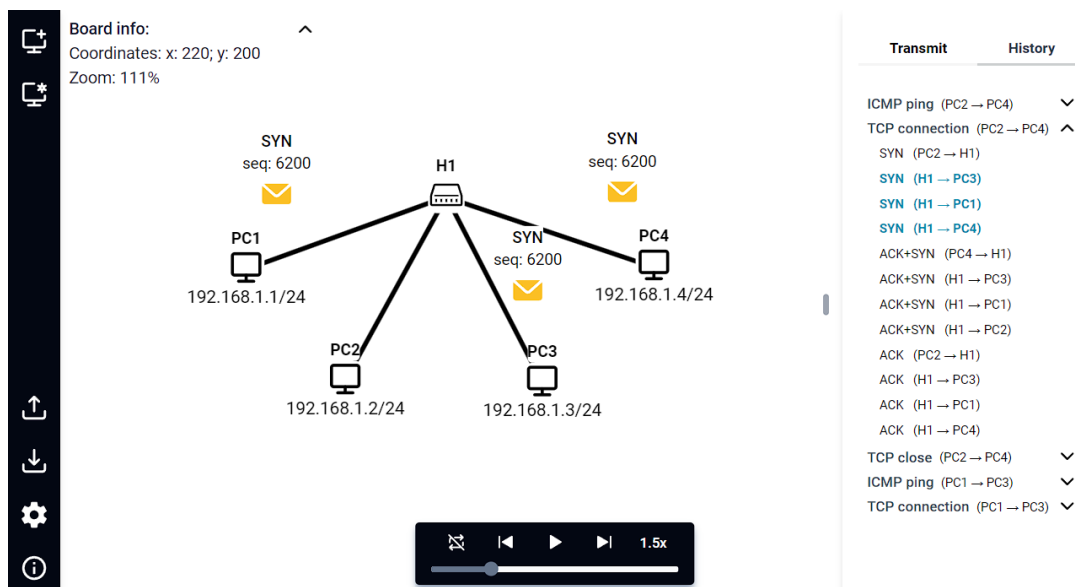 Board info:
Coordinates: x: 220; y: 200
Zoom: 111%
SYN
seq: 6200
SYN
seq: 6200
H1
SYN
seq: 6200
PC1
192.168.1.1/24
PC4
192.168.1.4/24
PC2
192.168.1.2/24
PC3
192.168.1.3/24
1.5x
Transmit History
ICMP ping (PC2 → PC4)
TCP connection (PC2 → PC4)
SYN (PC2 → H1)
SYN (H1 → PC3)
SYN (H1 → PC1)
SYN (H1 → PC4)
ACK+SYN (PC4 → H1)
ACK+SYN (H1 → PC3)
ACK+SYN (H1 → PC1)
ACK+SYN (H1 → PC2)
ACK (PC2 → H1)
ACK (H1 → PC3)
ACK (H1 → PC1)
ACK (H1 → PC4)
TCP close (PC2 → PC4)
ICMP ping (PC1 → PC3)
TCP connection (PC1 → PC3)